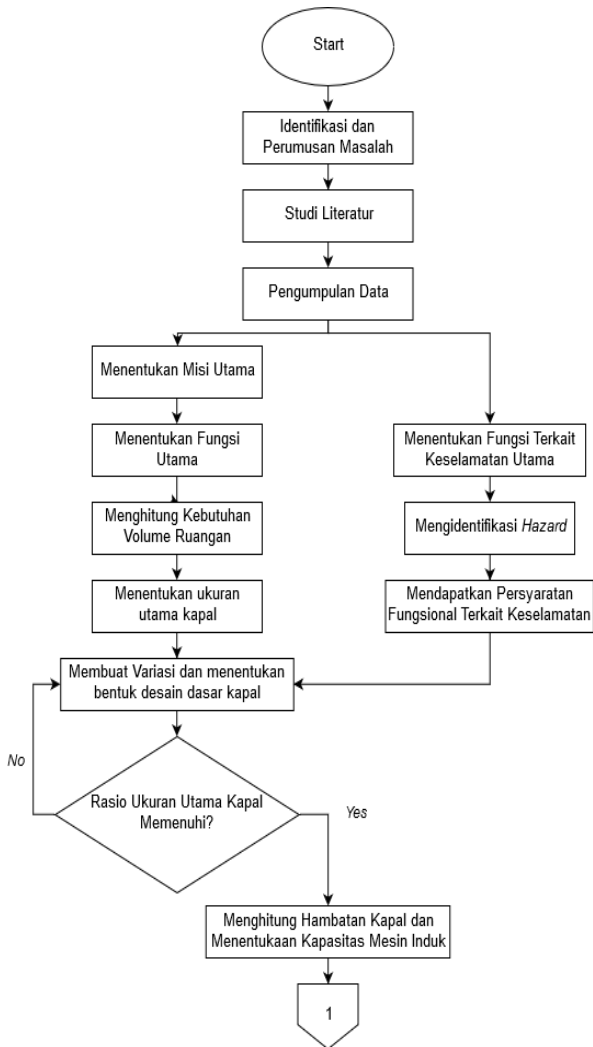 Start
Identifikasi dan
Perumusan Masalah
Studi Literatur
Pengumpulan Data
Menentukan Misi Utama
Menentukan Fungsi
Utama
Menentukan Fungsi Terkait
Keselamatan Utama
Menghitung Kebutuhan
Volume Ruangan
Mengidentifikasi Hazard
Menentukan ukuran
utama kapal
Mendapatkan Persyaratan
Fungsional Terkait Keselamatan
Membuat Variasi dan menentukan
bentuk desain dasar kapal
No
Rasio Ukuran Utama Kapal
Memenuhi?
Yes
Menghitung Hambatan Kapal dan
Menentukaan Kapasitas Mesin Induk
1